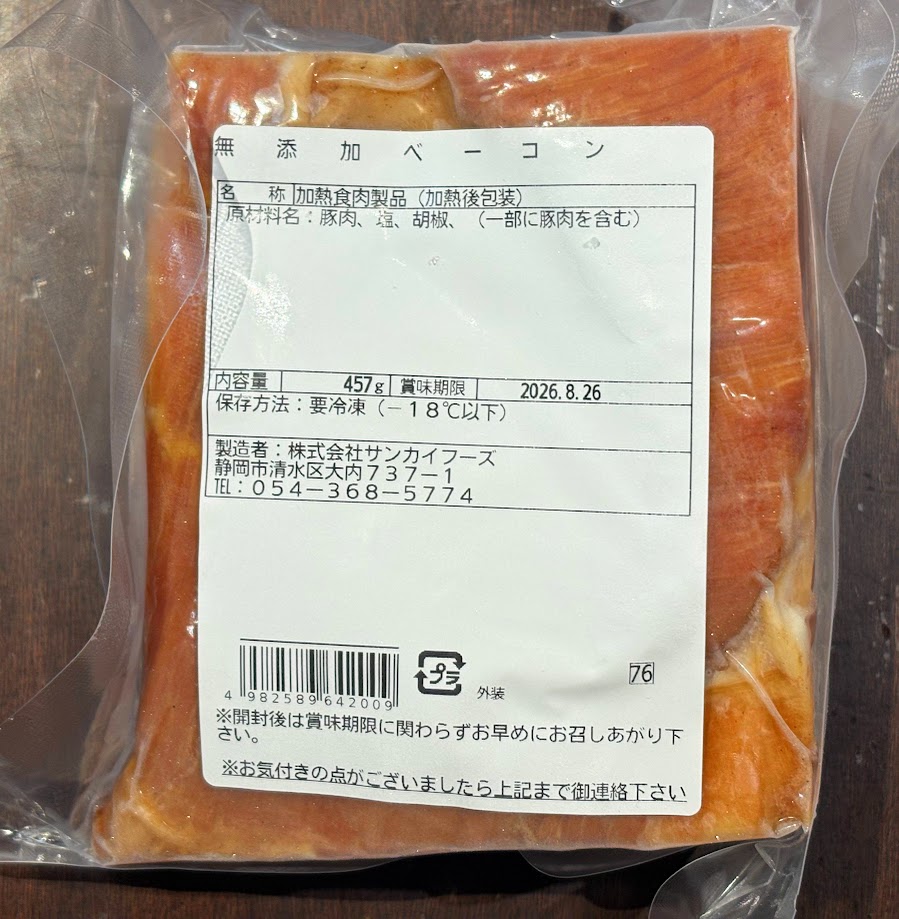 無添加ベーコン
名 称 加熱食肉製品（加熱後包装）
原材料名：豚肉、塩、胡椒、（一部に豚肉を含む）
内容量 457g 賞味期限 2026.8.26
保存方法：要冷凍（－１８℃以下）
製造者：株式会社サンカイフーズ
静岡市清水区大内７３７－１
TEL：０５４－３６８－５７７４
プラ 外装 76
4 982589 642009
※開封後は賞味期限に関わらずお早めにお召しあがり下
さい。
※お気付きの点がございましたら上記まで御連絡下さい